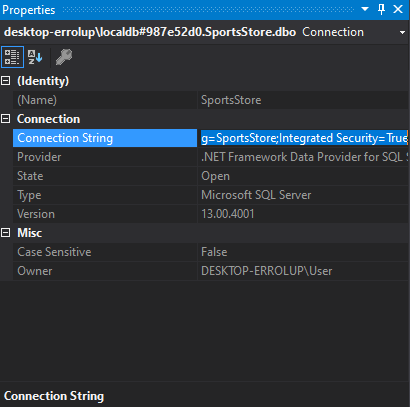 Properties
desktop-errolup\localdb#987e52d0.SportsStore.dbo Connection
(Identity)
(Name) SportsStore
Connection
Connection String g=SportsStore;Integrated Security=True
Provider .NET Framework Data Provider for SQL S
State Open
Type Microsoft SQL Server
Version 13.00.4001
Misc
Case Sensitive False
Owner DESKTOP-ERROLUP\User
Connection String